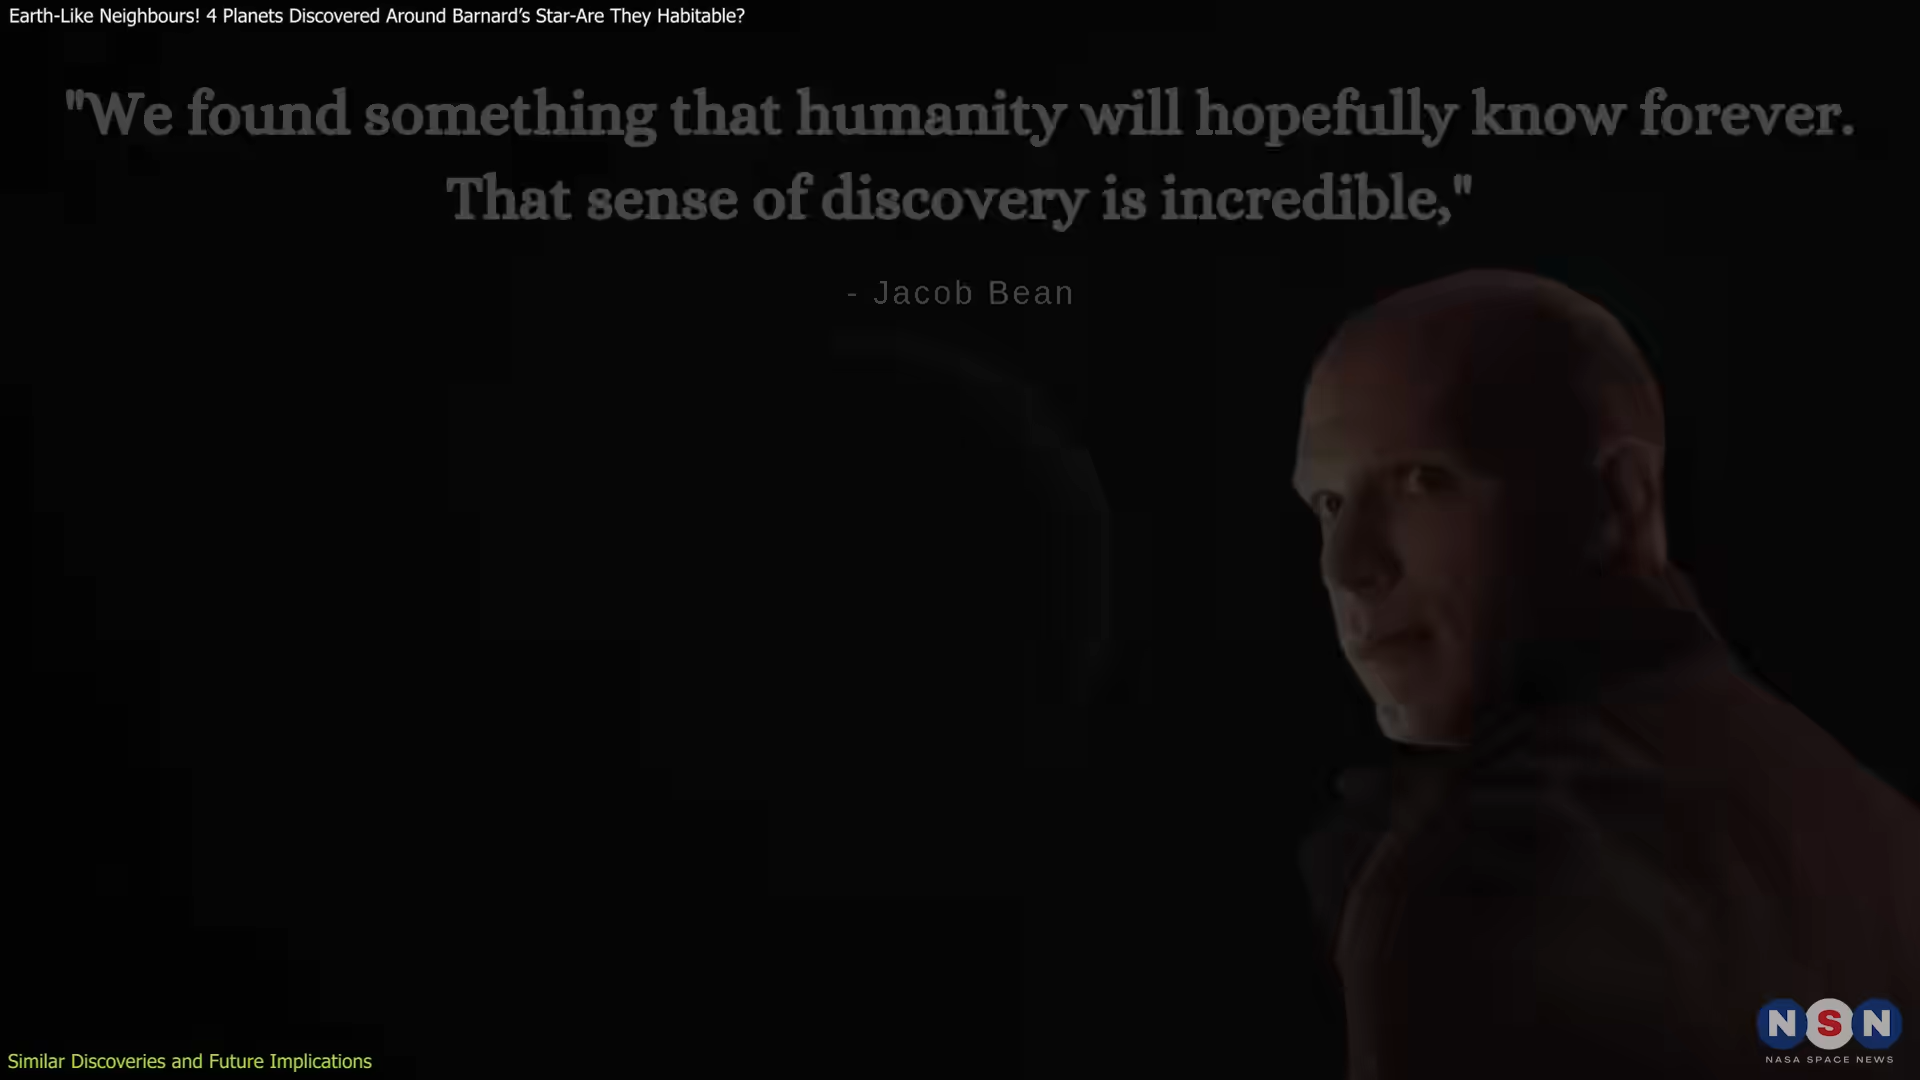 Earth-Like Neighbours! 4 Planets Discovered Around Barnard’s Star-Are They Habitable?
"We found something that humanity will hopefully know forever.
That sense of discovery is incredible,"
- Jacob Bean
Similar Discoveries and Future Implications
NSN
NASA SPACE NEWS